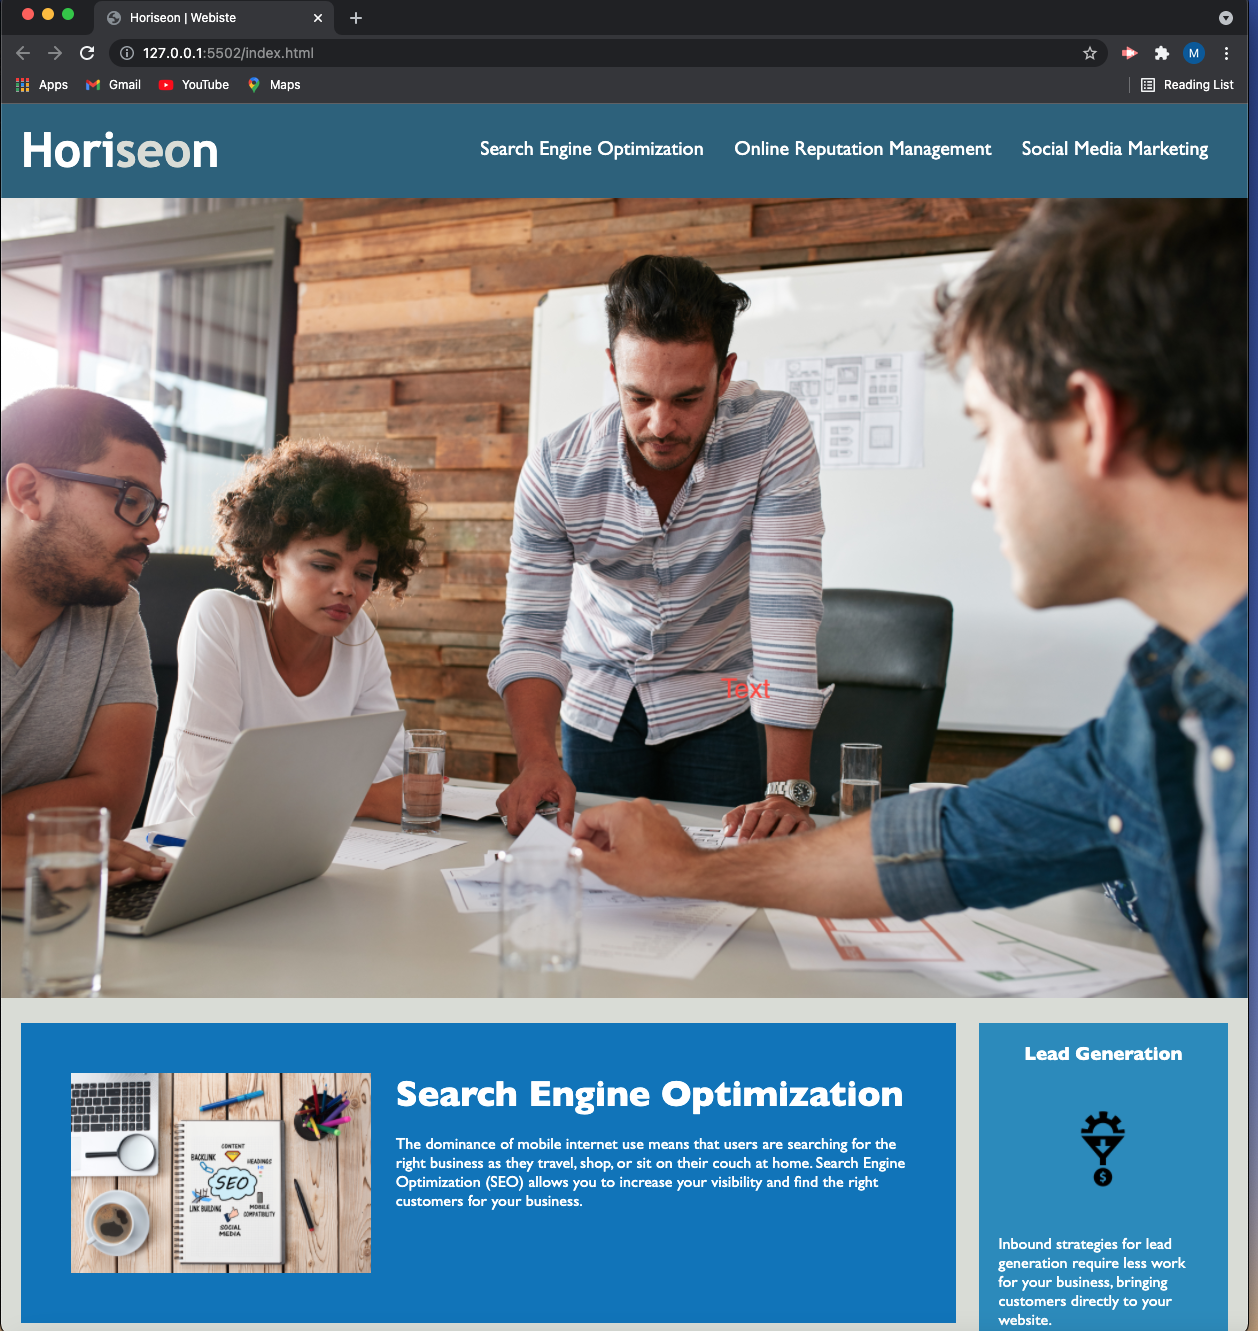 Horiseon | Webiste
127.0.0.1:5502/index.html
Apps Gmail YouTube Maps Reading List
M
Horiseon
Search Engine Optimization Online Reputation Management Social Media Marketing
Text
Search Engine Optimization
The dominance of mobile internet use means that users are searching for the
right business as they travel, shop, or sit on their couch at home. Search Engine
Optimization (SEO) allows you to increase your visibility and find the right
customers for your business.
CONTENT
BACKLINK
HEADINGS
SEO
LINK BUILDING
MOBILE
COMPATIBILITY
SOCIAL
MEDIA
Lead Generation
$
Inbound strategies for lead
generation require less work
for your business, bringing
customers directly to your
website.